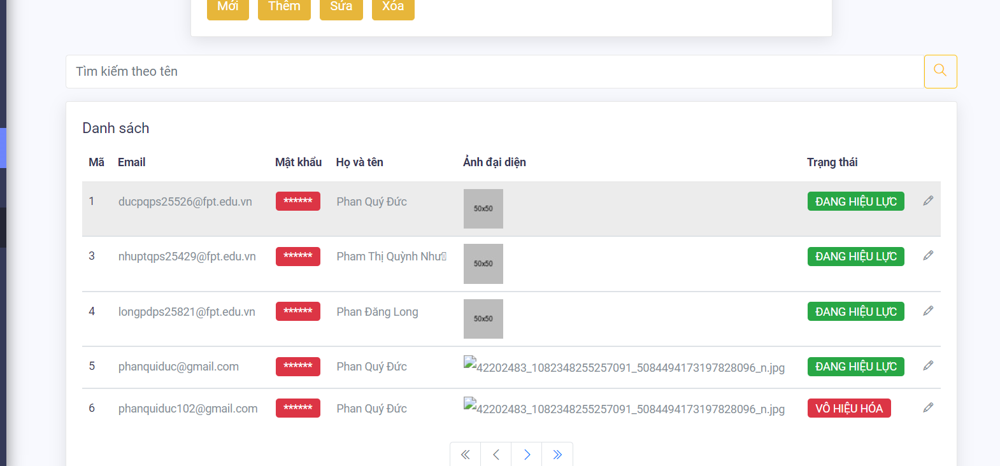 Mới Thêm Sửa Xóa
Tìm kiếm theo tên
Danh sách
Mã Email Mật khẩu Họ và tên Ảnh đại diện Trạng thái
1 ducpqps25526@fpt.edu.vn ****** Phan Quý Đức 50x50 ĐANG HIỆU LỰC
3 nhuptqps25429@fpt.edu.vn ****** Pham Thị Quỳnh Như 50x50 ĐANG HIỆU LỰC
4 longpdps25821@fpt.edu.vn ****** Phan Đăng Long 50x50 ĐANG HIỆU LỰC
5 phanquiduc@gmail.com ****** Phan Quý Đức 42202483_1082348255257091_5084494173197828096_n.jpg ĐANG HIỆU LỰC
6 phanquiduc102@gmail.com ****** Phan Quý Đức 42202483_1082348255257091_5084494173197828096_n.jpg VÔ HIỆU HÓA